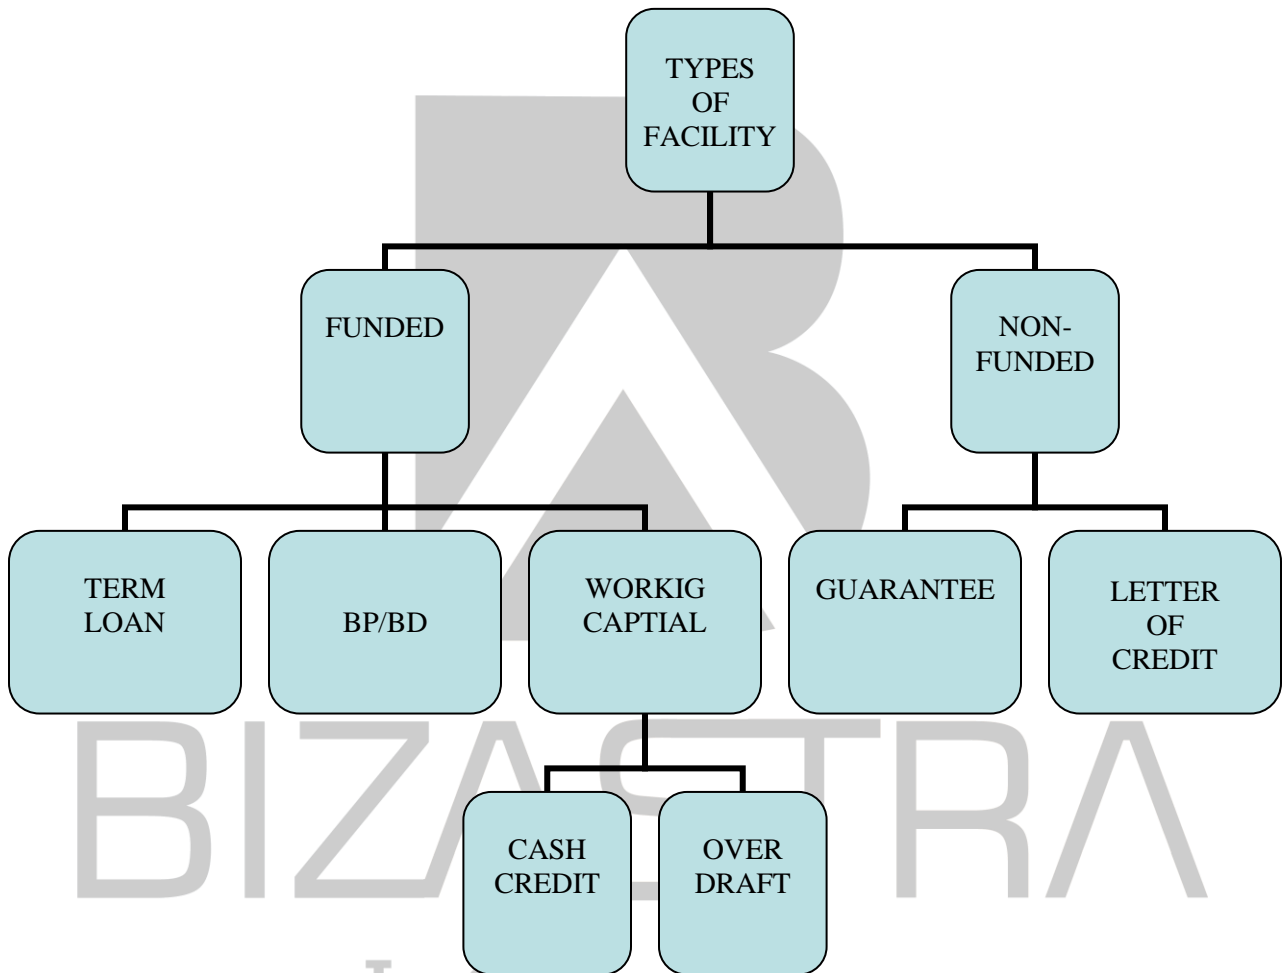 TYPES
OF
FACILITY
FUNDED
NON-
FUNDED
TERM
LOAN
BP/BD
WORKIG
CAPTIAL
GUARANTEE
LETTER
OF
CREDIT
CASH
CREDIT
OVER
DRAFT
BIZASTRA